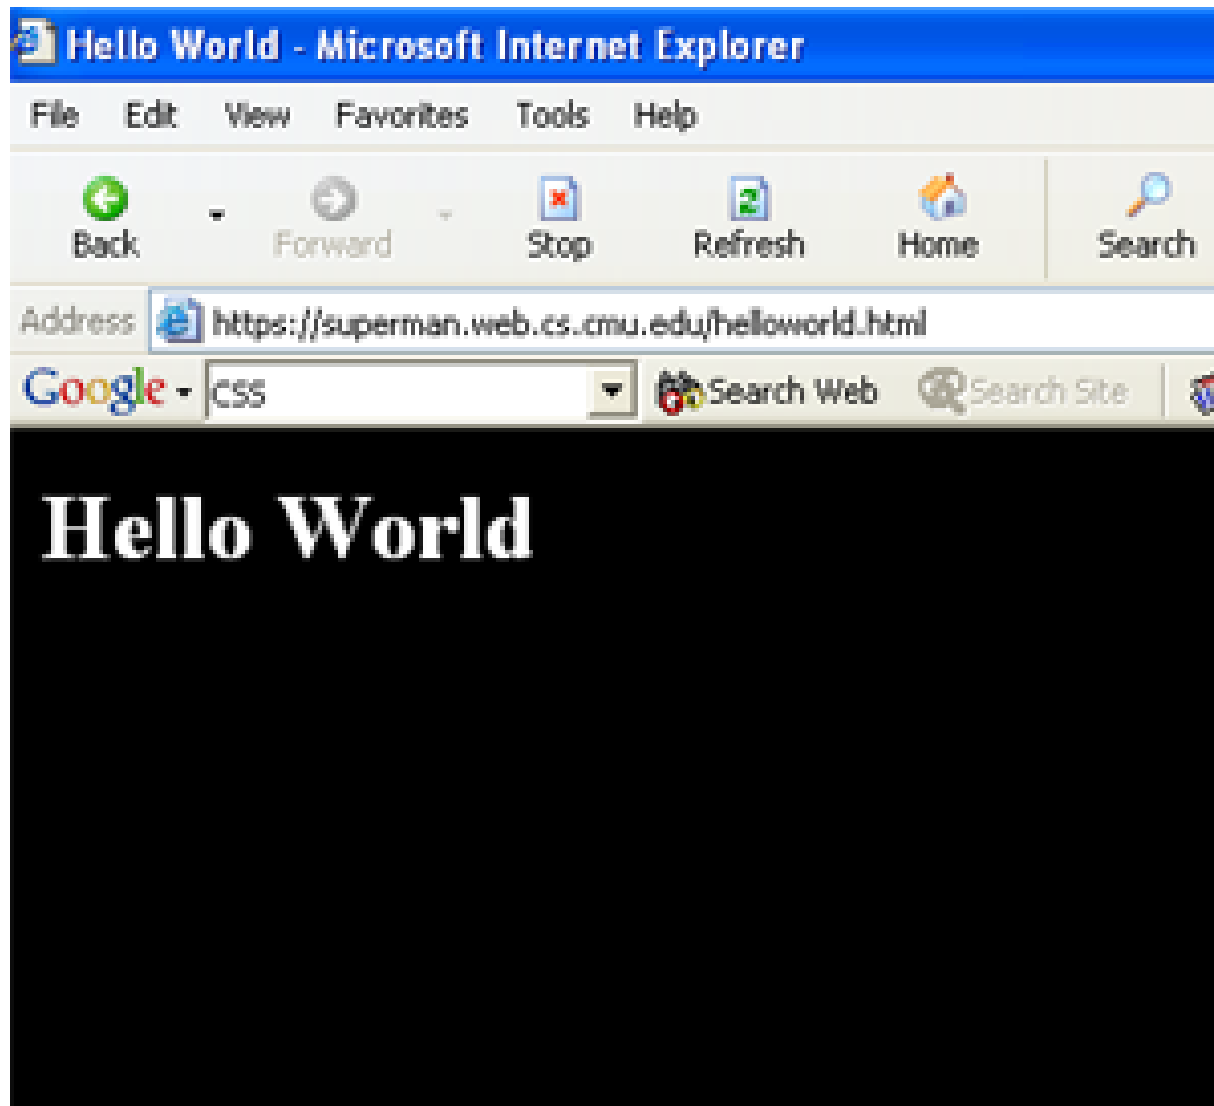 Hello World - Microsoft Internet Explorer
File Edit View Favorites Tools Help
Back Forward Stop Refresh Home Search
Address https://superman.web.cs.cmu.edu/helloworld.html
Google CSS Search Web Search Site
Hello World